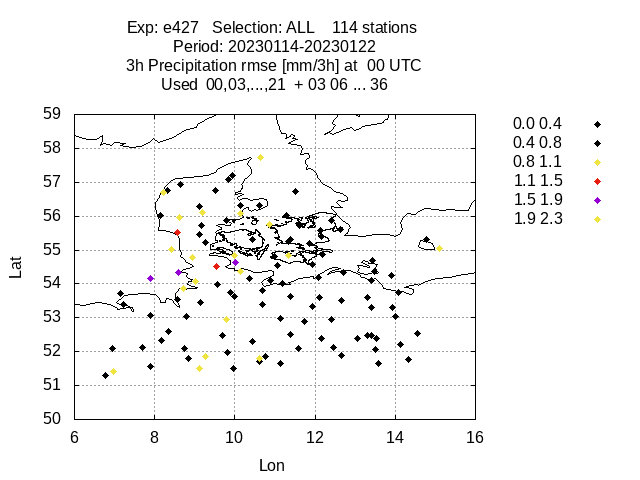 Exp: e427   Selection: ALL    114 stations
Period: 20230114-20230122
3h Precipitation rmse [mm/3h] at  00 UTC
Used  00,03,...,21  + 03 06 ... 36
59
58
57
56
55
54
53
52
51
50
Lat
6 8 10 12 14 16
Lon
0.0 0.4
0.4 0.8
0.8 1.1
1.1 1.5
1.5 1.9
1.9 2.3